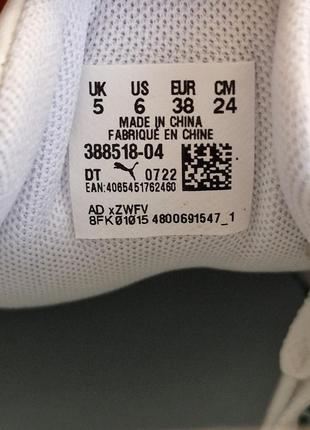 UK US EUR CM
5 6 38 24
MADE IN CHINA
FABRIQUÉ EN CHINE
388518-04
DT 0722
EAN:4065451762460
AD xZWFV
8FK01015 4800691547_1